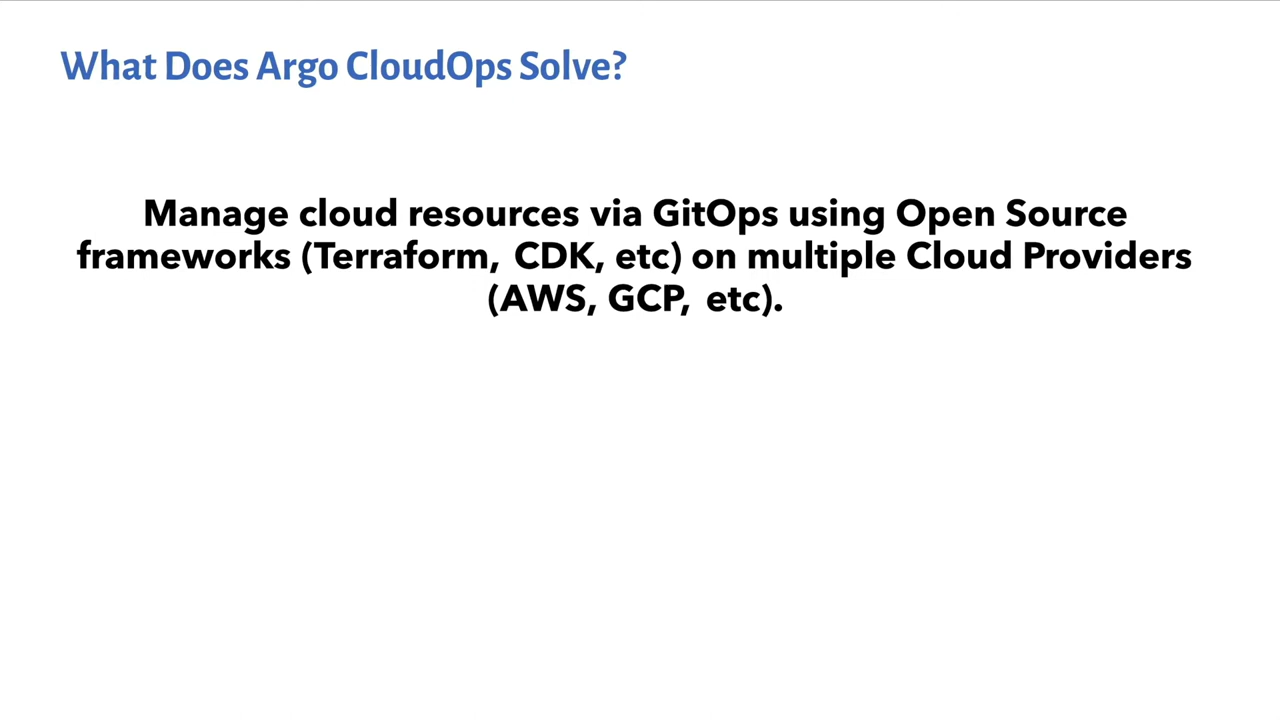 What Does Argo CloudOps Solve?
Manage cloud resources via GitOps using Open Source
frameworks (Terraform, CDK, etc) on multiple Cloud Providers
(AWS, GCP, etc).